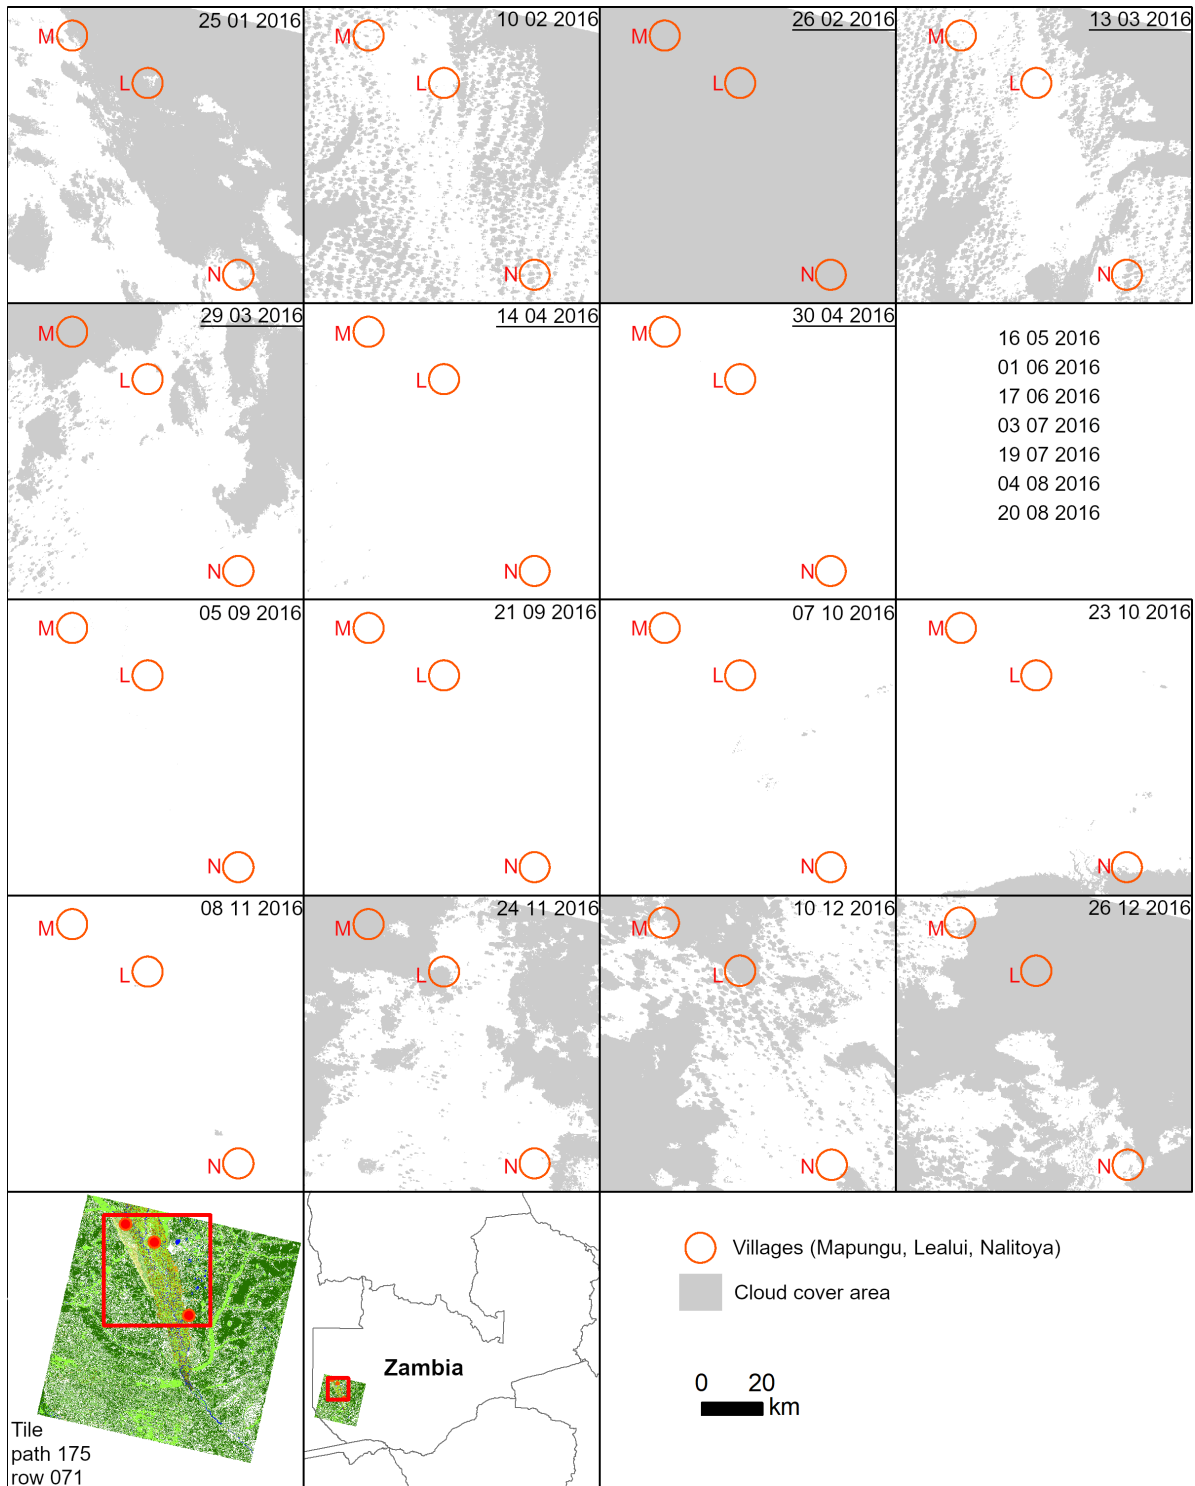 25 01 2016
M
L
N
10 02 2016
M
L
N
26 02 2016
M
L
N
13 03 2016
M
L
N
29 03 2016
M
L
N
14 04 2016
M
L
N
30 04 2016
M
L
N
16 05 2016
01 06 2016
17 06 2016
03 07 2016
19 07 2016
04 08 2016
20 08 2016
05 09 2016
M
L
N
21 09 2016
M
L
N
07 10 2016
M
L
N
23 10 2016
M
L
N
08 11 2016
M
L
N
24 11 2016
M
L
N
10 12 2016
M
L
N
26 12 2016
M
L
N
Tile
path 175
row 071
Zambia
Villages (Mapungu, Lealui, Nalitoya)
Cloud cover area
0 20
km